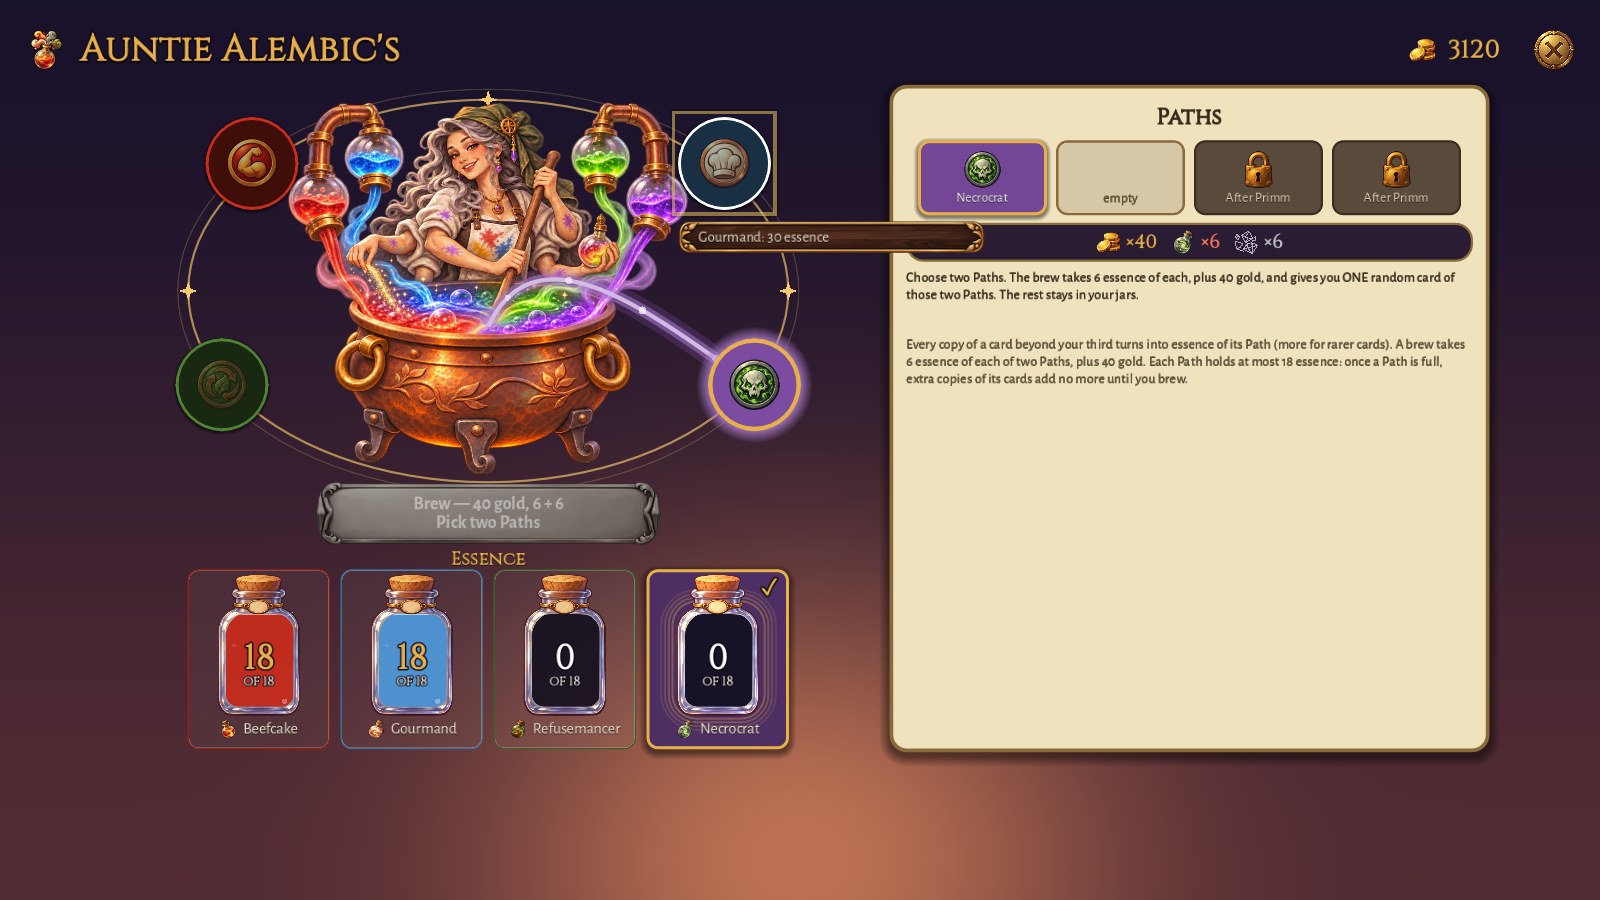 AUNTIE ALEMBIC'S
3120
PATHS
Necrocrat
empty
After Primm
After Primm
Gourmand: 30 essence
×40 ×6 ×6
Choose two Paths. The brew takes 6 essence of each, plus 40 gold, and gives you ONE random card of
those two Paths. The rest stays in your jars.
Every copy of a card beyond your third turns into essence of its Path (more for rarer cards). A brew takes
6 essence of each of two Paths, plus 40 gold. Each Path holds at most 18 essence: once a Path is full,
extra copies of its cards add no more until you brew.
Brew — 40 gold, 6 + 6
Pick two Paths
ESSENCE
18
OF 18
Beefcake
18
OF 18
Gourmand
0
OF 18
Refusemancer
0
OF 18
Necrocrat